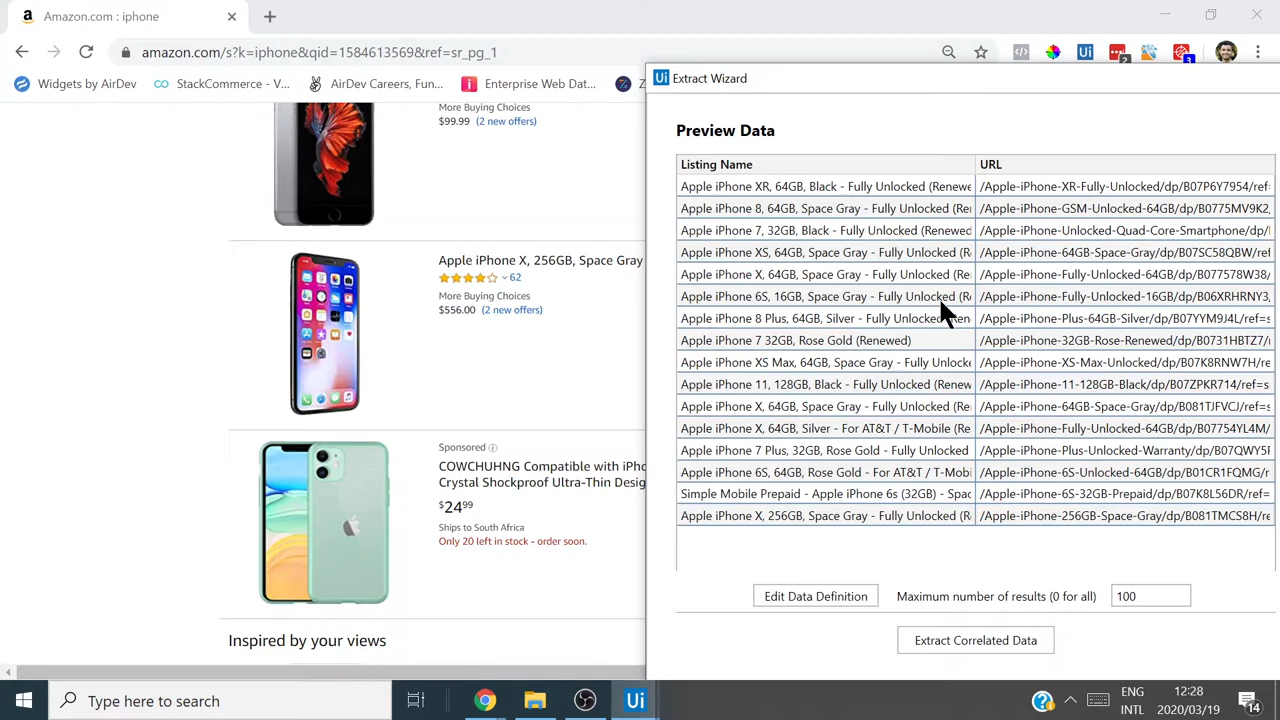 Amazon.com : iphone
amazon.com/s?k=iphone&qid=1584613569&ref=sr_pg_1
2
3
Widgets by AirDev
StackCommerce - V...
AirDev Careers, Fun...
Enterprise Web Dat...
Z
More Buying Choices
$99.99 (2 new offers)
Apple iPhone X, 256GB, Space Gray
62
More Buying Choices
$556.00 (2 new offers)
Sponsored
COWCHUHNG Compatible with iPho
Crystal Shockproof Ultra-Thin Desig
$24 99
Ships to South Africa
Only 20 left in stock - order soon.
Inspired by your views
Ui Extract Wizard
Preview Data
Listing Name URL
Apple iPhone XR, 64GB, Black - Fully Unlocked (Renewe /Apple-iPhone-XR-Fully-Unlocked/dp/B07P6Y7954/ref=
Apple iPhone 8, 64GB, Space Gray - Fully Unlocked (Rei /Apple-iPhone-GSM-Unlocked-64GB/dp/B0775MV9K2,
Apple iPhone 7, 32GB, Black - Fully Unlocked (Renewed /Apple-iPhone-Unlocked-Quad-Core-Smartphone/dp/
Apple iPhone XS, 64GB, Space Gray - Fully Unlocked (R /Apple-iPhone-64GB-Space-Gray/dp/B07SC58QBW/ref
Apple iPhone X, 64GB, Space Gray - Fully Unlocked (Re /Apple-iPhone-Fully-Unlocked-64GB/dp/B0777578W38/
Apple iPhone 6S, 16GB, Space Gray - Fully Unlocked (R /Apple-iPhone-Fully-Unlocked-16GB/dp/B06XRHRNY3,
Apple iPhone 8 Plus, 64GB, Silver - Fully Unlocked (Ren /Apple-iPhone-Plus-64GB-Silver/dp/B07YYM9J4L/ref=s
Apple iPhone 7 32GB, Rose Gold (Renewed) /Apple-iPhone-32GB-Rose-Renewed/dp/B0731HBTZ7/
Apple iPhone XS Max, 64GB, Space Gray - Fully Unlocke /Apple-iPhone-XS-Max-Unlocked/dp/B07K8RNW7H/re
Apple iPhone 11, 128GB, Black - Fully Unlocked (Renew /Apple-iPhone-11-128GB-Black/dp/B07ZPKR714/ref=s
Apple iPhone X, 64GB, Space Gray - Fully Unlocked (Re /Apple-iPhone-64GB-Space-Gray/dp/B081TJFVCJ/ref=s
Apple iPhone X, 64GB, Silver - For AT&T / T-Mobile (Re /Apple-iPhone-Fully-Unlocked-64GB/dp/B07754YL4M/
Apple iPhone 7 Plus, 32GB, Rose Gold - Fully Unlocked /Apple-iPhone-Plus-Unlocked-Warranty/dp/B07QWY5F
Apple iPhone 6S, 64GB, Rose Gold - For AT&T / T-Mobi /Apple-iPhone-6S-Unlocked-64GB/dp/B01CR1FQMG/r
Simple Mobile Prepaid - Apple iPhone 6s (32GB) - Spac /Apple-iPhone-6S-32GB-Prepaid/dp/B07K8L56DR/ref=
Apple iPhone X, 256GB, Space Gray - Fully Unlocked (R /Apple-iPhone-256GB-Space-Gray/dp/B081TMCS8H/re
Edit Data Definition Maximum number of results (0 for all) 100
Extract Correlated Data
Type here to search
Ui
ENG
INTL
12:28
2020/03/19
14